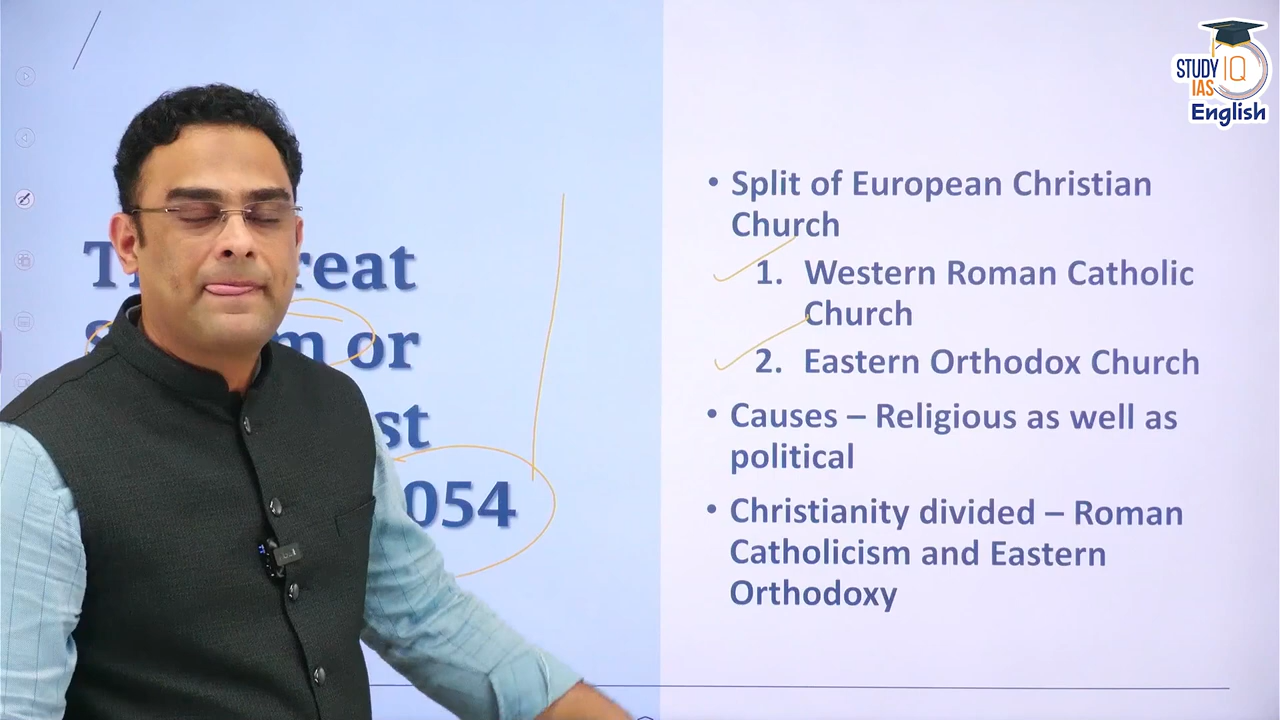 reat
m or
st
054
• Split of European Christian
Church
1. Western Roman Catholic
Church
2. Eastern Orthodox Church
• Causes – Religious as well as
political
• Christianity divided – Roman
Catholicism and Eastern
Orthodoxy
STUDY IQ
IAS
English